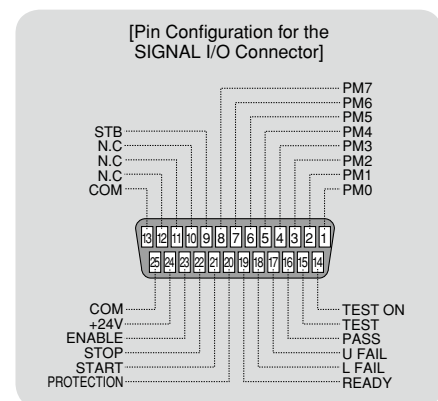 [Pin Configuration for the
SIGNAL I/O Connector]
PM7
PM6
PM5
PM4
PM3
PM2
PM1
PM0
STB
N.C
N.C
N.C
COM
13 12 11 10 9 8 7 6 5 4 3 2 1
25 24 23 22 21 20 19 18 17 16 15 14
COM
+24V
ENABLE
STOP
START
PROTECTION
TEST ON
TEST
PASS
U FAIL
L FAIL
READY